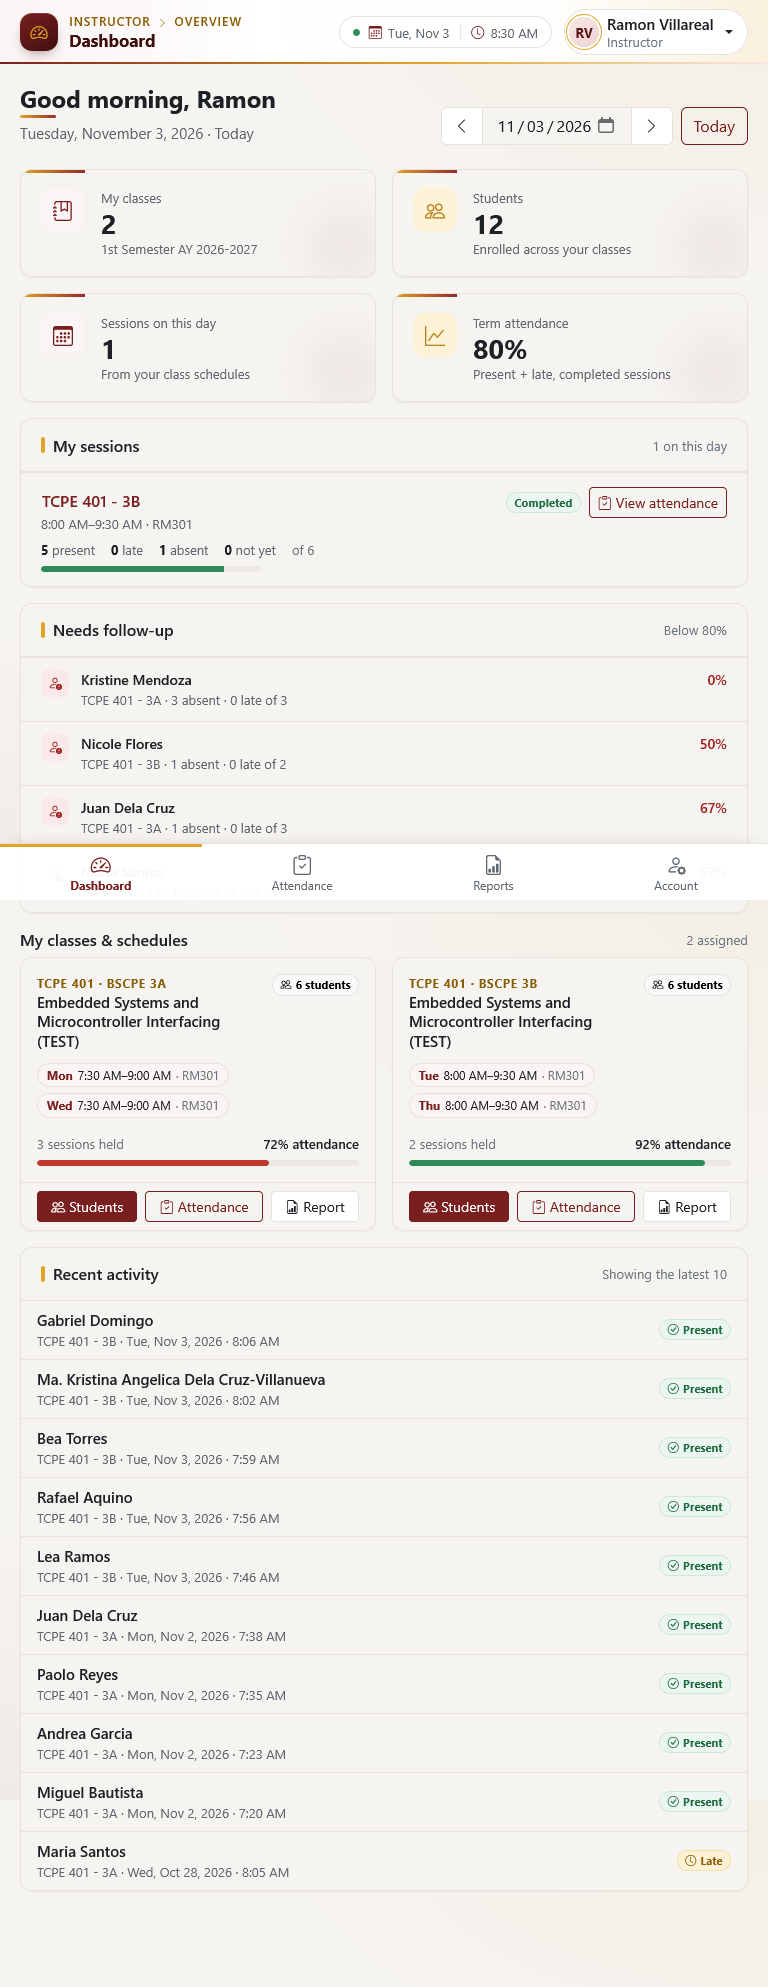 INSTRUCTOR > OVERVIEW
Dashboard
Tue, Nov 3
8:30 AM
RV
Ramon Villareal
Instructor
Good morning, Ramon
Tuesday, November 3, 2026 · Today
11/03/2026
Today
My classes
2
1st Semester AY 2026-2027
Students
12
Enrolled across your classes
Sessions on this day
1
From your class schedules
Term attendance
80%
Present + late, completed sessions
My sessions
1 on this day
TCPE 401 - 3B
Completed
View attendance
8:00 AM–9:30 AM · RM301
5 present 0 late 1 absent 0 not yet of 6
Needs follow-up
Below 80%
Kristine Mendoza
0%
TCPE 401 - 3A · 3 absent · 0 late of 3
Nicole Flores
50%
TCPE 401 - 3B · 1 absent · 0 late of 2
Juan Dela Cruz
67%
TCPE 401 - 3A · 1 absent · 0 late of 3
Santos
67%
Dashboard
Attendance
Reports
Account
My classes & schedules
2 assigned
TCPE 401 · BSCPE 3A
6 students
Embedded Systems and
Microcontroller Interfacing
(TEST)
Mon 7:30 AM–9:00 AM · RM301
Wed 7:30 AM–9:00 AM · RM301
3 sessions held
72% attendance
Students
Attendance
Report
TCPE 401 · BSCPE 3B
6 students
Embedded Systems and
Microcontroller Interfacing
(TEST)
Tue 8:00 AM–9:30 AM · RM301
Thu 8:00 AM–9:30 AM · RM301
2 sessions held
92% attendance
Students
Attendance
Report
Recent activity
Showing the latest 10
Gabriel Domingo
TCPE 401 - 3B · Tue, Nov 3, 2026 · 8:06 AM
Present
Ma. Kristina Angelica Dela Cruz-Villanueva
TCPE 401 - 3B · Tue, Nov 3, 2026 · 8:02 AM
Present
Bea Torres
TCPE 401 - 3B · Tue, Nov 3, 2026 · 7:59 AM
Present
Rafael Aquino
TCPE 401 - 3B · Tue, Nov 3, 2026 · 7:56 AM
Present
Lea Ramos
TCPE 401 - 3B · Tue, Nov 3, 2026 · 7:46 AM
Present
Juan Dela Cruz
TCPE 401 - 3A · Mon, Nov 2, 2026 · 7:38 AM
Present
Paolo Reyes
TCPE 401 - 3A · Mon, Nov 2, 2026 · 7:35 AM
Present
Andrea Garcia
TCPE 401 - 3A · Mon, Nov 2, 2026 · 7:23 AM
Present
Miguel Bautista
TCPE 401 - 3A · Mon, Nov 2, 2026 · 7:20 AM
Present
Maria Santos
TCPE 401 - 3A · Wed, Oct 28, 2026 · 8:05 AM
Late